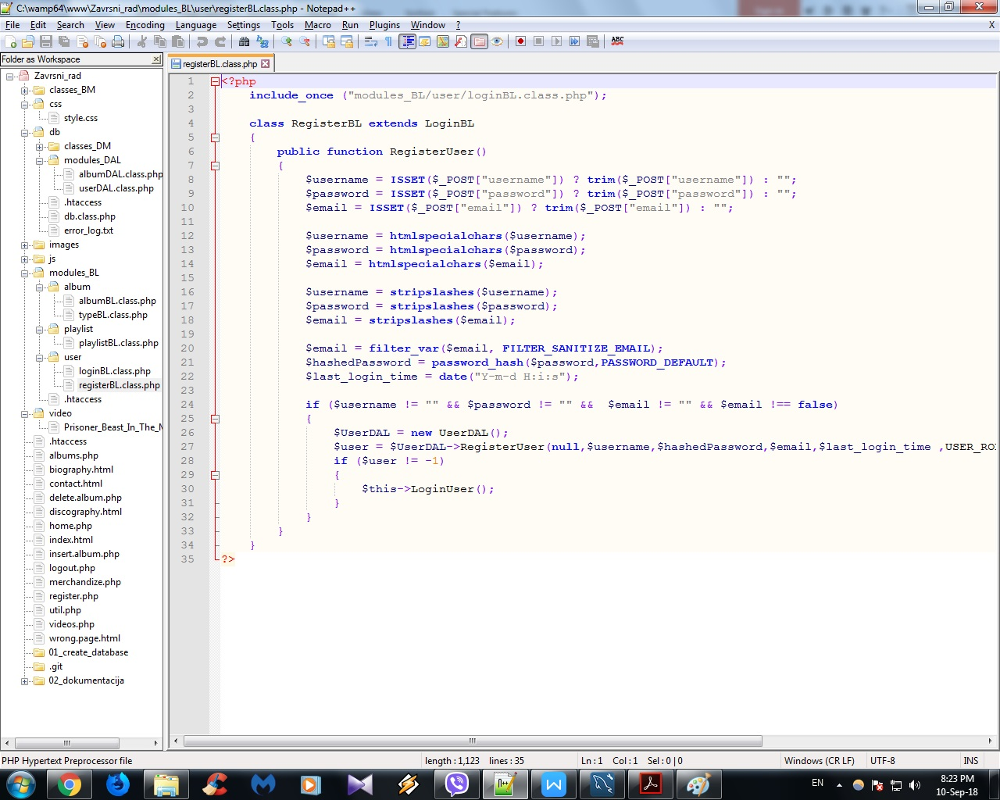 C:\wamp64\www\Zavrsni_rad\modules_BL\user\registerBL.class.php - Notepad++
File Edit Search View Encoding Language Settings Tools Macro Run Plugins Window ? X
Folder as Workspace
Zavrsni_rad
classes_BM
css
style.css
db
classes_DM
modules_DAL
albumDAL.class.php
userDAL.class.php
.htaccess
db.class.php
error_log.txt
images
js
modules_BL
album
albumBL.class.php
typeBL.class.php
playlist
playlistBL.class.php
user
loginBL.class.php
registerBL.class.php
.htaccess
video
Prisoner_Beast_In_The_M
.htaccess
albums.php
biography.html
contact.html
delete.album.php
discography.html
home.php
index.html
insert.album.php
logout.php
merchandize.php
register.php
util.php
videos.php
wrong.page.html
01_create_database
.git
02_dokumentacija
registerBL.class.php
1 <?php
2 include_once ("modules_BL/user/loginBL.class.php");
3
4 class RegisterBL extends LoginBL
5 {
6 public function RegisterUser()
7 {
8 $username = ISSET($_POST["username"]) ? trim($_POST["username"]) : "";
9 $password = ISSET($_POST["password"]) ? trim($_POST["password"]) : "";
10 $email = ISSET($_POST["email"]) ? trim($_POST["email"]) : "";
11
12 $username = htmlspecialchars($username);
13 $password = htmlspecialchars($password);
14 $email = htmlspecialchars($email);
15
16 $username = stripslashes($username);
17 $password = stripslashes($password);
18 $email = stripslashes($email);
19
20 $email = filter_var($email, FILTER_SANITIZE_EMAIL);
21 $hashedPassword = password_hash($password,PASSWORD_DEFAULT);
22 $last_login_time = date("Y-m-d H:i:s");
23
24 if ($username != "" && $password != "" &&  $email != "" && $email !== false)
25 {
26 $UserDAL = new UserDAL();
27 $user = $UserDAL->RegisterUser(null,$username,$hashedPassword,$email,$last_login_time ,USER_RO
28 if ($user != -1)
29 {
30 $this->LoginUser();
31 }
32 }
33 }
34 }
35 ?>
PHP Hypertext Preprocessor file length : 1,123 lines : 35 Ln : 1 Col : 1 Sel : 0 | 0 Windows (CR LF) UTF-8 INS
EN 8:23 PM
10-Sep-18